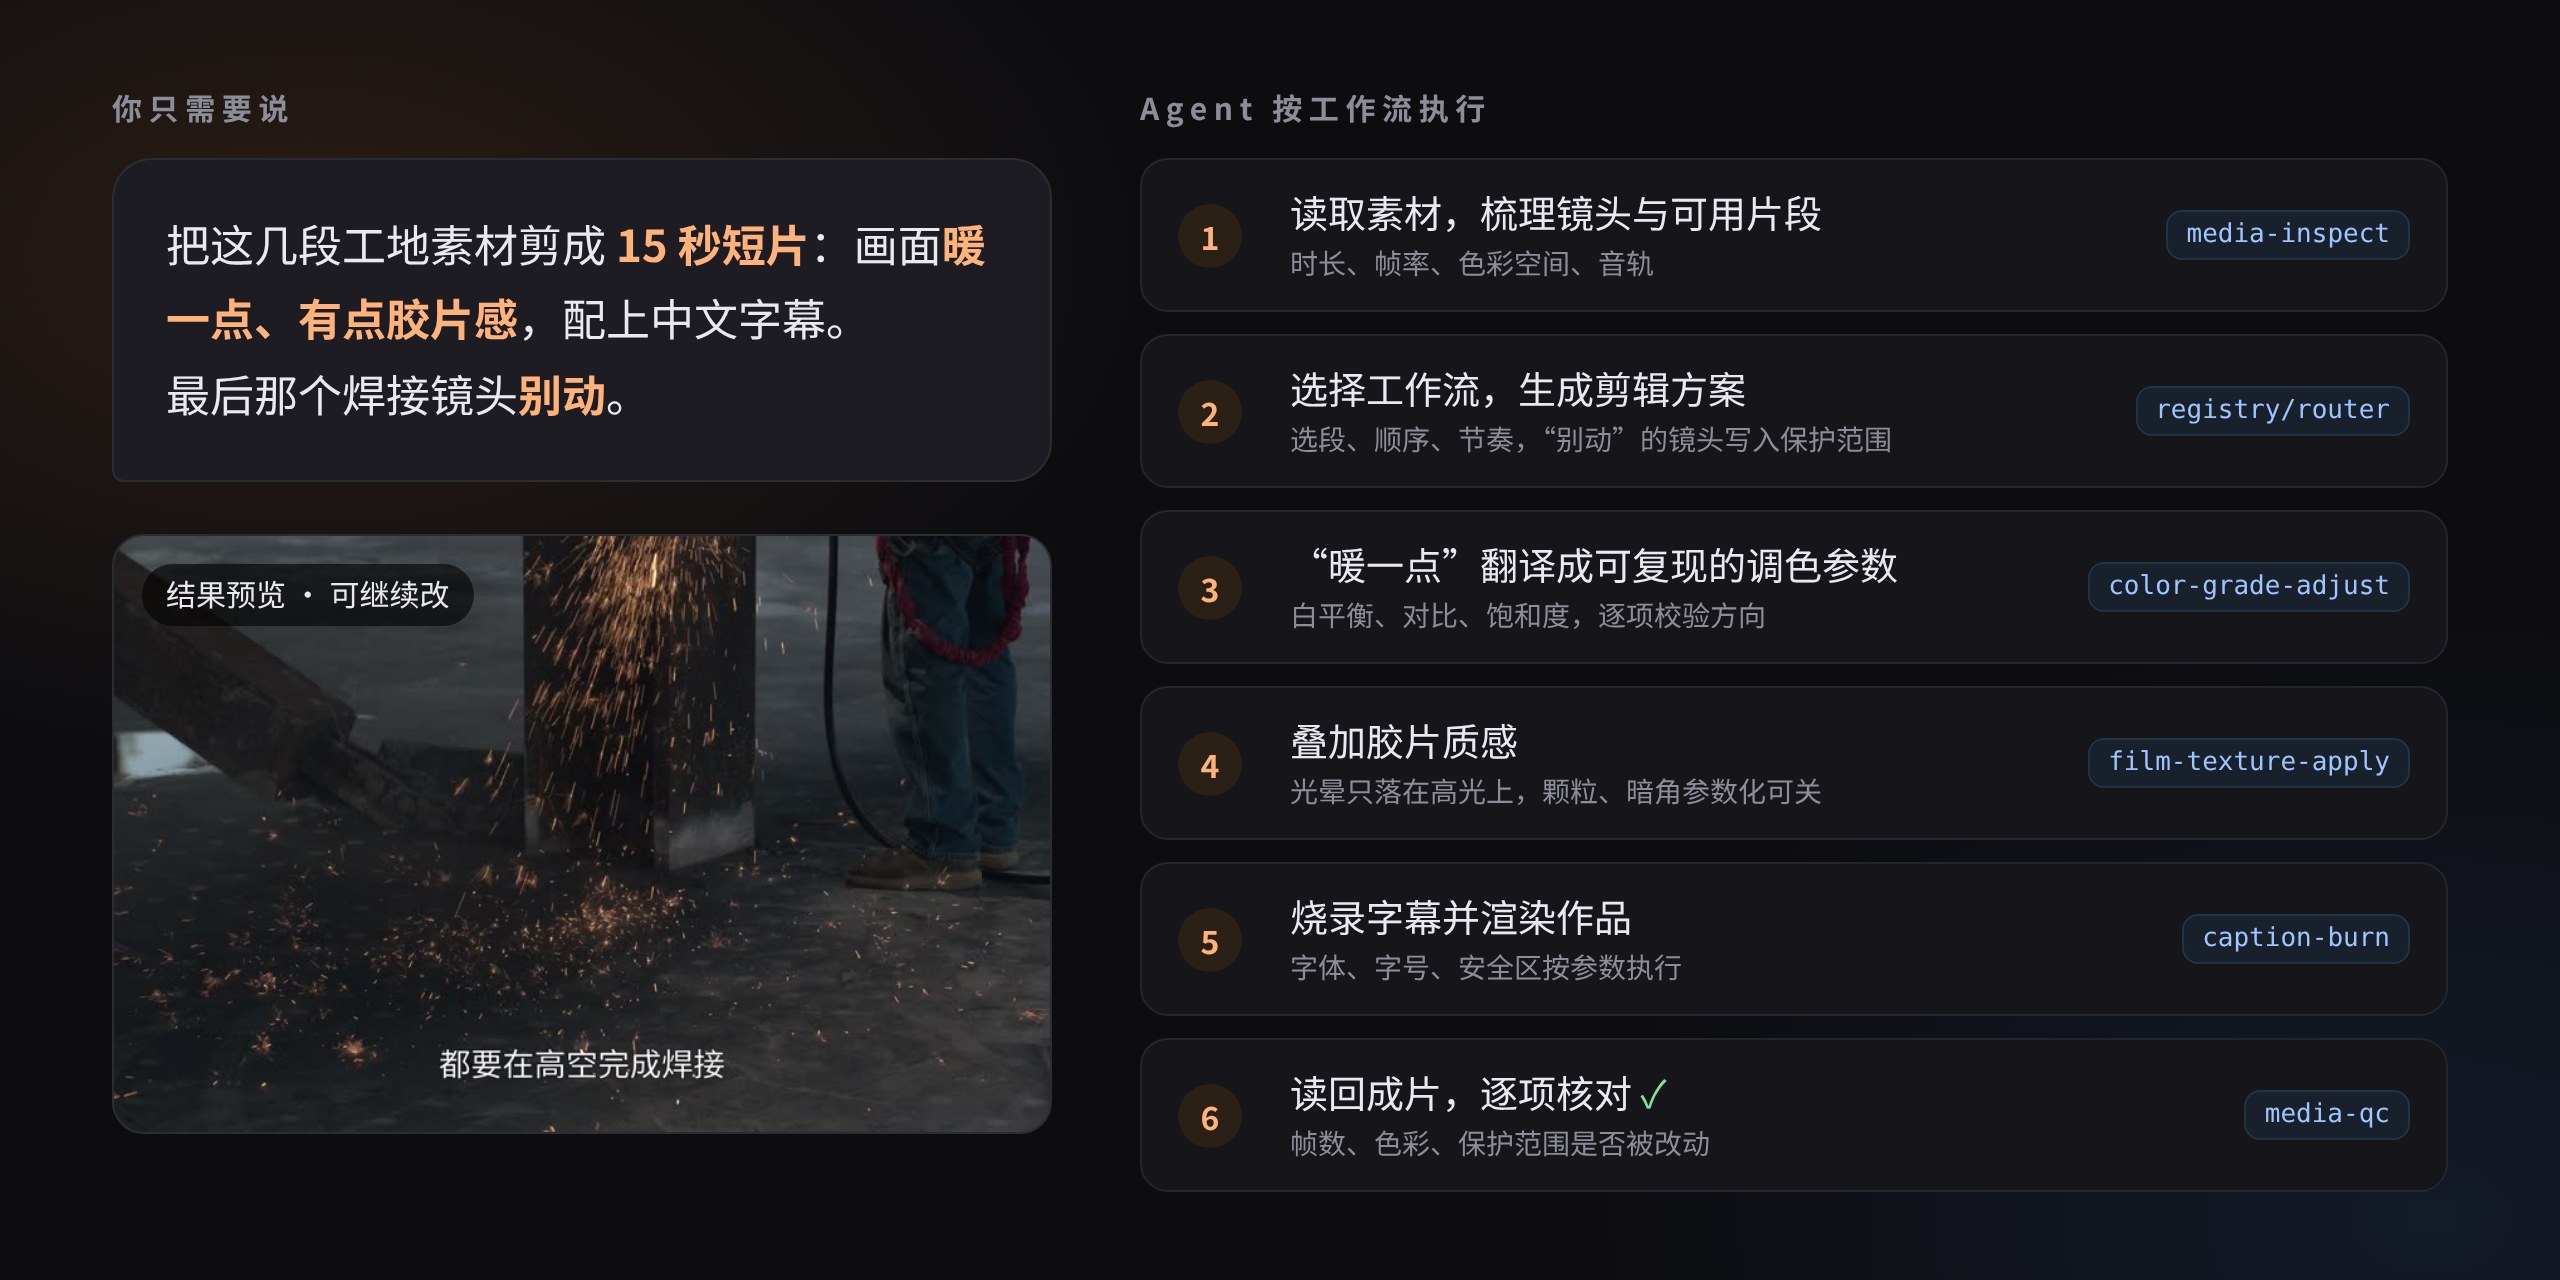 你只需要说
把这几段工地素材剪成 15 秒短片：画面暖
一点、有点胶片感，配上中文字幕。
最后那个焊接镜头别动。
结果预览 · 可继续改
都要在高空完成焊接
Agent 按工作流执行
1
读取素材，梳理镜头与可用片段
时长、帧率、色彩空间、音轨
media-inspect
2
选择工作流，生成剪辑方案
选段、顺序、节奏，“别动”的镜头写入保护范围
registry/router
3
“暖一点”翻译成可复现的调色参数
白平衡、对比、饱和度，逐项校验方向
color-grade-adjust
4
叠加胶片质感
光晕只落在高光上，颗粒、暗角参数化可关
film-texture-apply
5
烧录字幕并渲染作品
字体、字号、安全区按参数执行
caption-burn
6
读回成片，逐项核对 ✓
帧数、色彩、保护范围是否被改动
media-qc